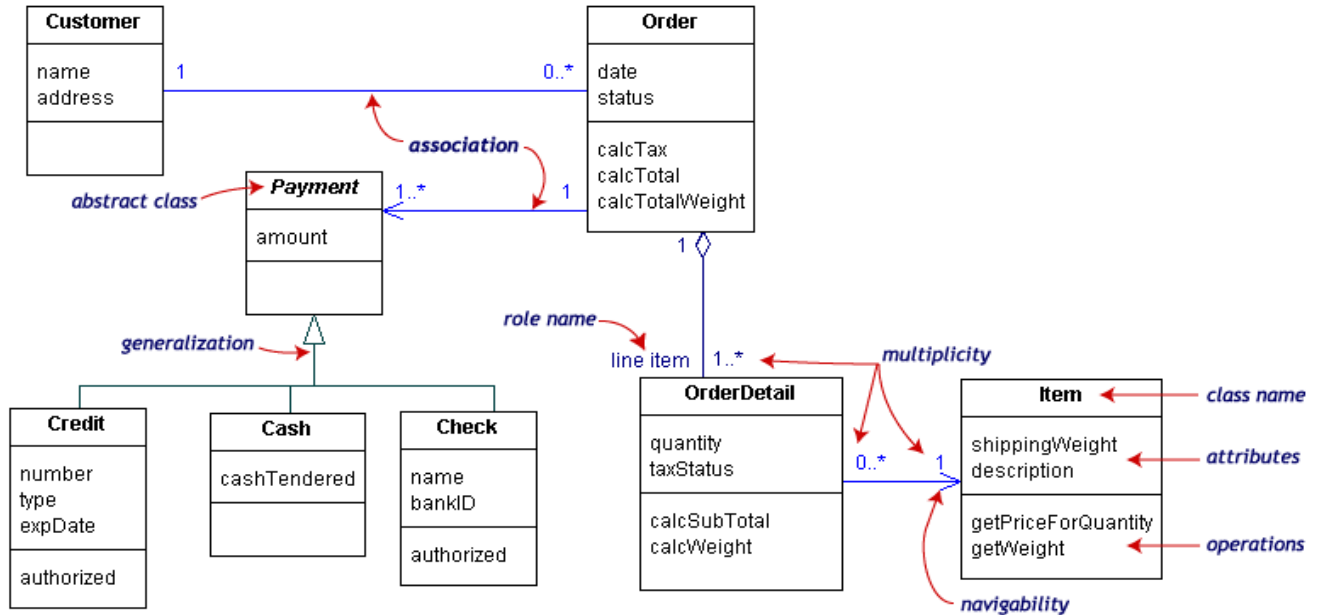 Customer
name
address
1
0..*
Order
date
status
calcTax
calcTotal
calcTotalWeight
association
abstract class
Payment
amount
1..*
1
1
generalization
role name
line item
1..*
multiplicity
Credit
number
type
expDate
authorized
Cash
cashTendered
Check
name
bankID
authorized
OrderDetail
quantity
taxStatus
calcSubTotal
calcWeight
0..*
1
Item
shippingWeight
description
getPriceForQuantity
getWeight
class name
attributes
operations
navigability